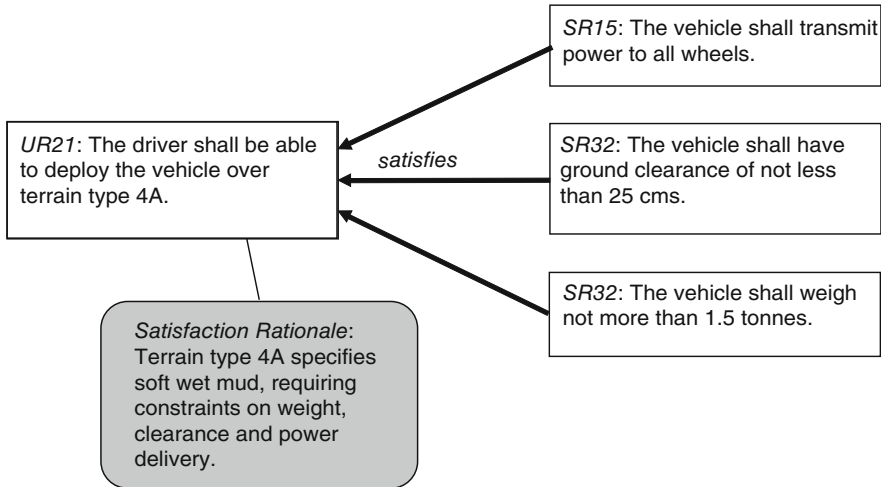 SR15: The vehicle shall transmit
power to all wheels.
UR21: The driver shall be able
to deploy the vehicle over
terrain type 4A.
satisfies
SR32: The vehicle shall have
ground clearance of not less
than 25 cms.
SR32: The vehicle shall weigh
not more than 1.5 tonnes.
Satisfaction Rationale:
Terrain type 4A specifies
soft wet mud, requiring
constraints on weight,
clearance and power
delivery.